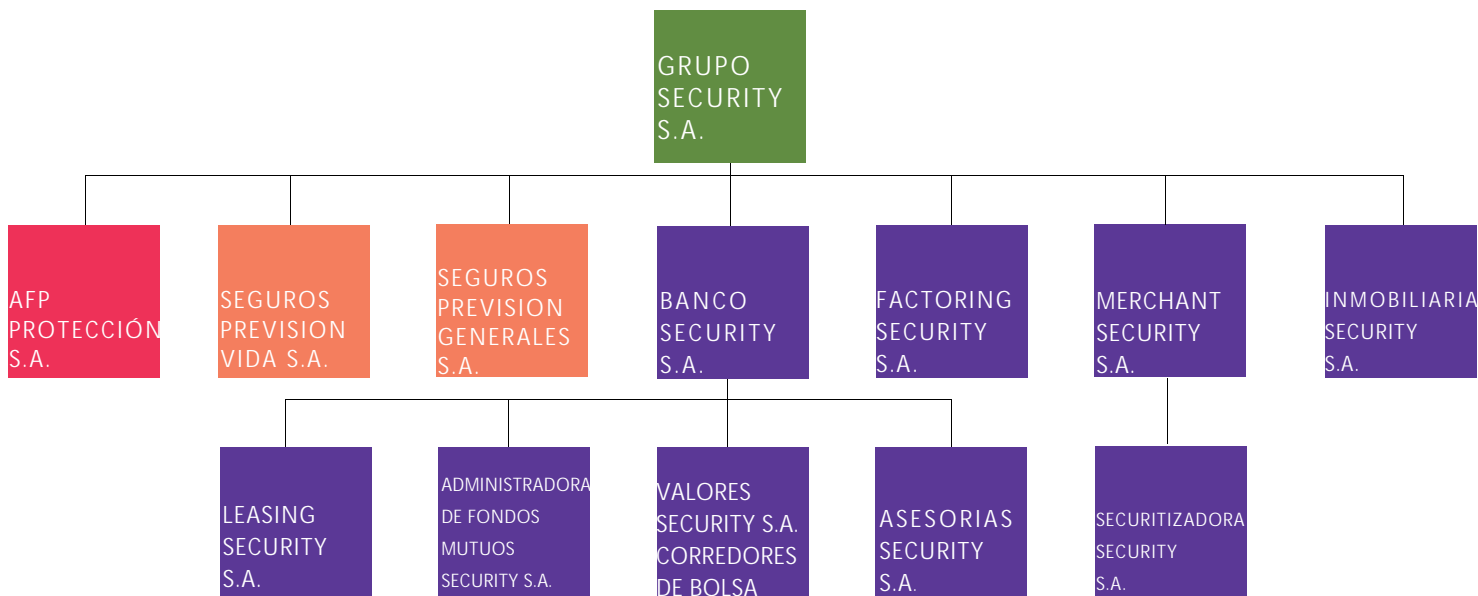 GRUPO
SECURITY
S.A.
AFP
PROTECCIÓN
S.A.
SEGUROS
PREVISION
VIDA S.A.
SEGUROS
PREVISION
GENERALES
S.A.
BANCO
SECURITY
S.A.
FACTORING
SECURITY
S.A.
MERCHANT
SECURITY
S.A.
INMOBILIARIA
SECURITY
S.A.
LEASING
SECURITY
S.A.
ADMINISTRADORA
DE FONDOS
MUTUOS
SECURITY S.A.
VALORES
SECURITY S.A.
CORREDORES
DE BOLSA
ASESORIAS
SECURITY
S.A.
SECURITIZADORA
SECURITY
S.A.